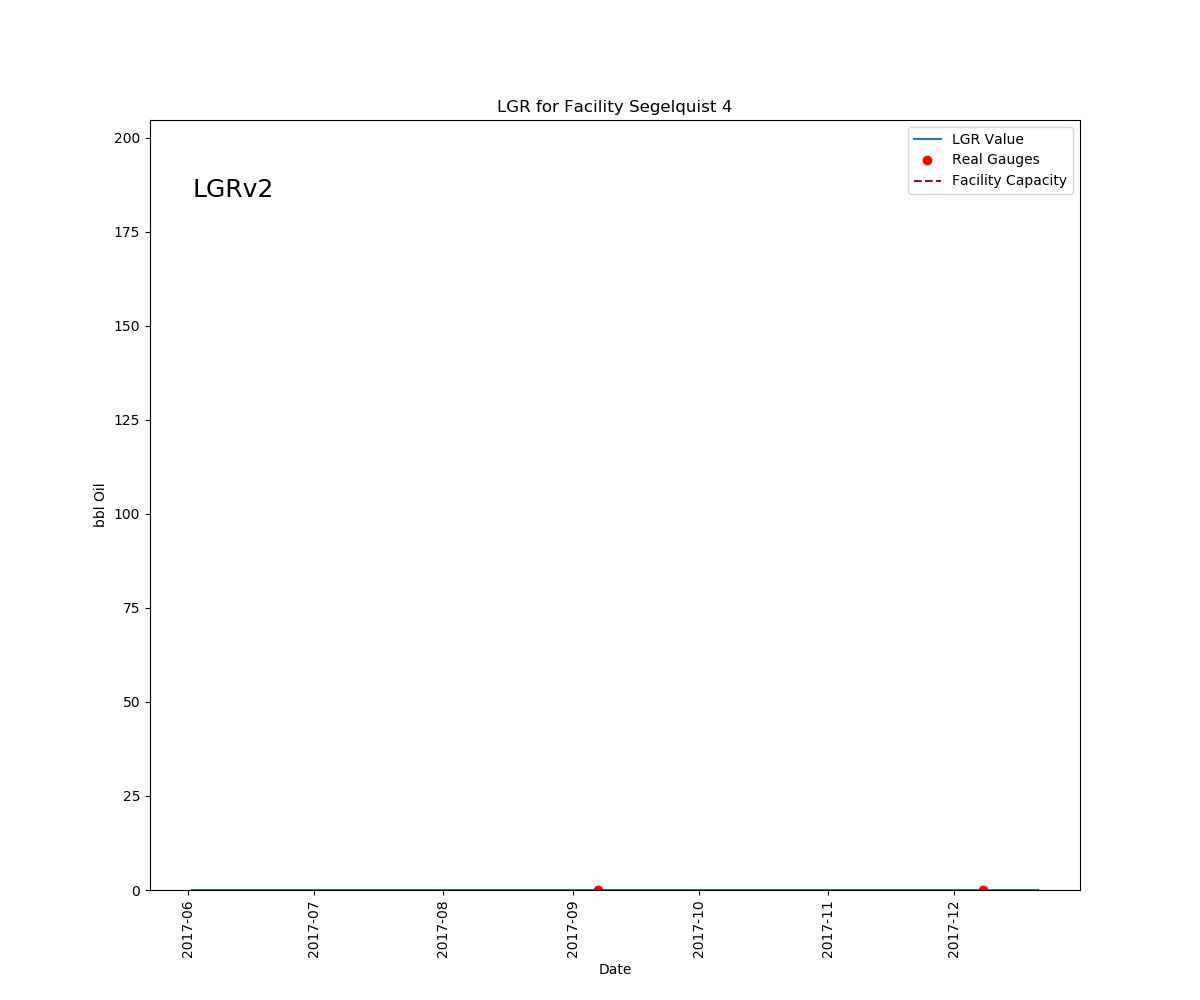 LGR for Facility Segelquist 4
LGR Value
Real Gauges
Facility Capacity
LGRv2
200
175
150
125
100
75
50
25
0
bbl Oil
2017-06
2017-07
2017-08
2017-09
2017-10
2017-11
2017-12
Date